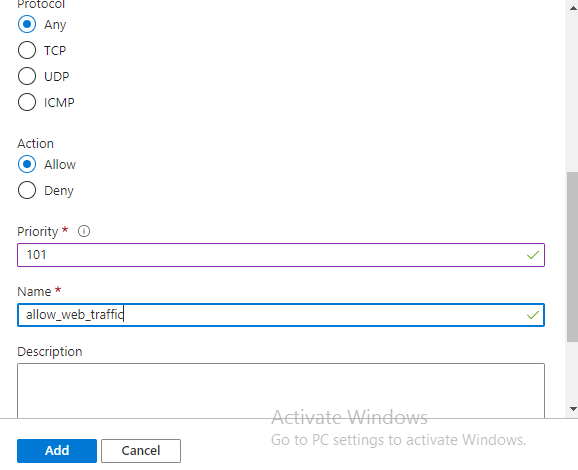 Protocol
Any
TCP
UDP
ICMP
Action
Allow
Deny
Priority *
101
Name *
allow_web_traffic
Description
Activate Windows
Go to PC settings to activate Windows.
Add
Cancel